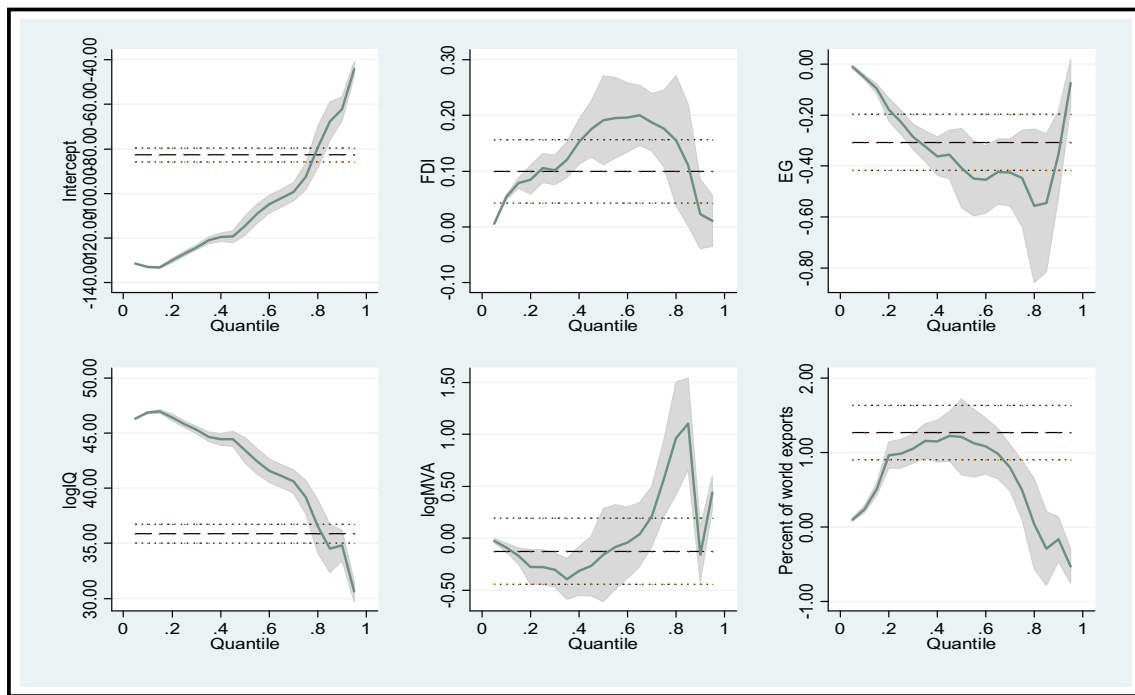 Intercept
-140.00-120.00-100.00-80.00-60.00-40.00
0 .2 .4 .6 .8 1
Quantile
FDI
-0.10 0.00 0.10 0.20 0.30
0 .2 .4 .6 .8 1
Quantile
EG
-0.80 -0.60 -0.40 -0.20 0.00
0 .2 .4 .6 .8 1
Quantile
logIQ
30.00 35.00 40.00 45.00 50.00
0 .2 .4 .6 .8 1
Quantile
logMVA
-0.50 0.00 0.50 1.00 1.50
0 .2 .4 .6 .8 1
Quantile
Percent of world exports
-1.00 0.00 1.00 2.00
0 .2 .4 .6 .8 1
Quantile